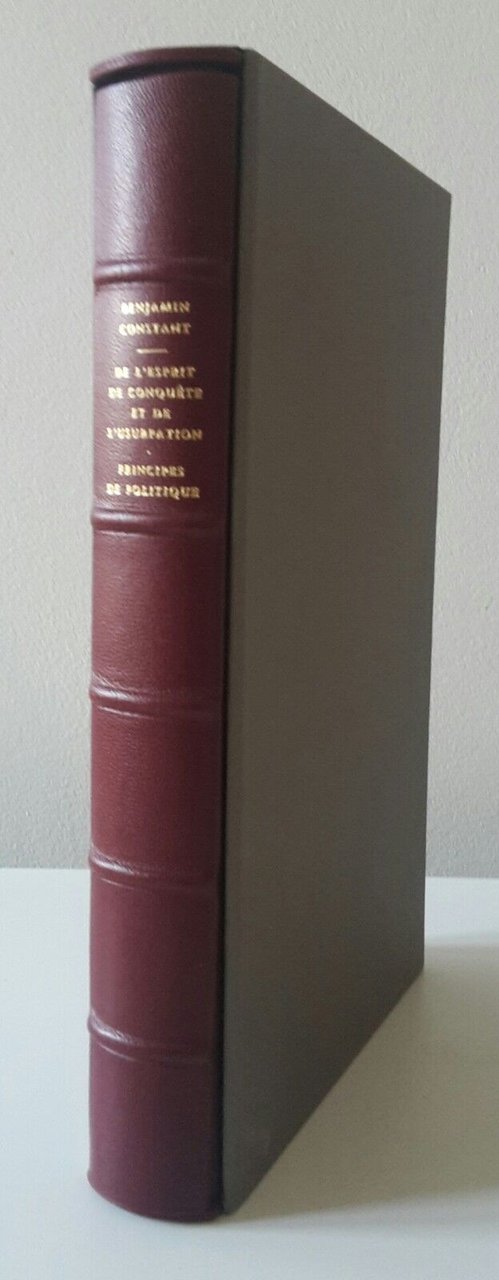 BENJAMIN
CONSTANT
DE L'ESPRIT
DE CONQUÊTE
ET DE
L'USURPATION
PRINCIPES
DE POLITIQUE